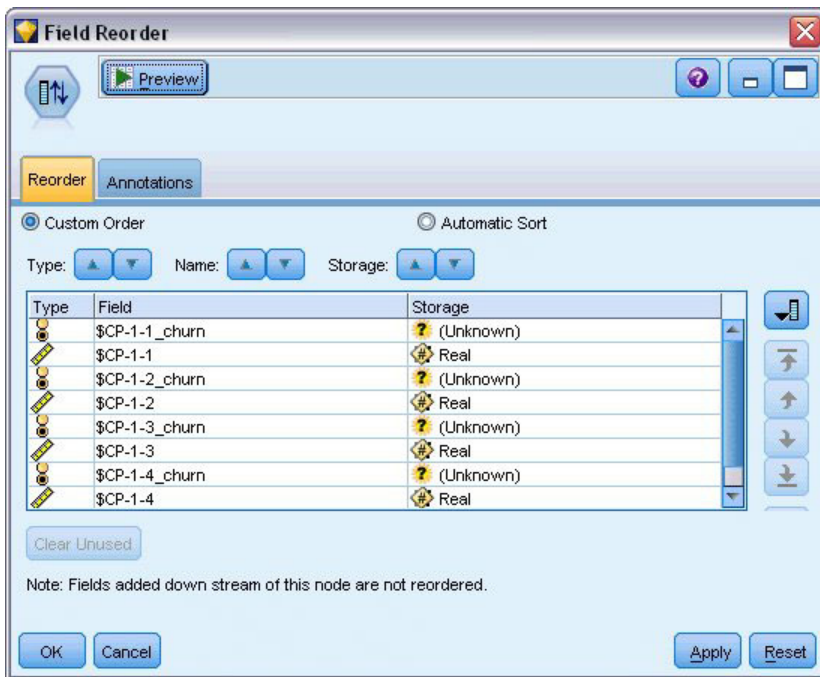 Field Reorder
Preview
Reorder Annotations
Custom Order Automatic Sort
Type: Name: Storage:
Type Field Storage
$CP-1-1_churn ? (Unknown)
$CP-1-1 # Real
$CP-1-2_churn ? (Unknown)
$CP-1-2 # Real
$CP-1-3_churn ? (Unknown)
$CP-1-3 # Real
$CP-1-4_churn ? (Unknown)
$CP-1-4 # Real
Clear Unused
Note: Fields added down stream of this node are not reordered.
OK Cancel Apply Reset